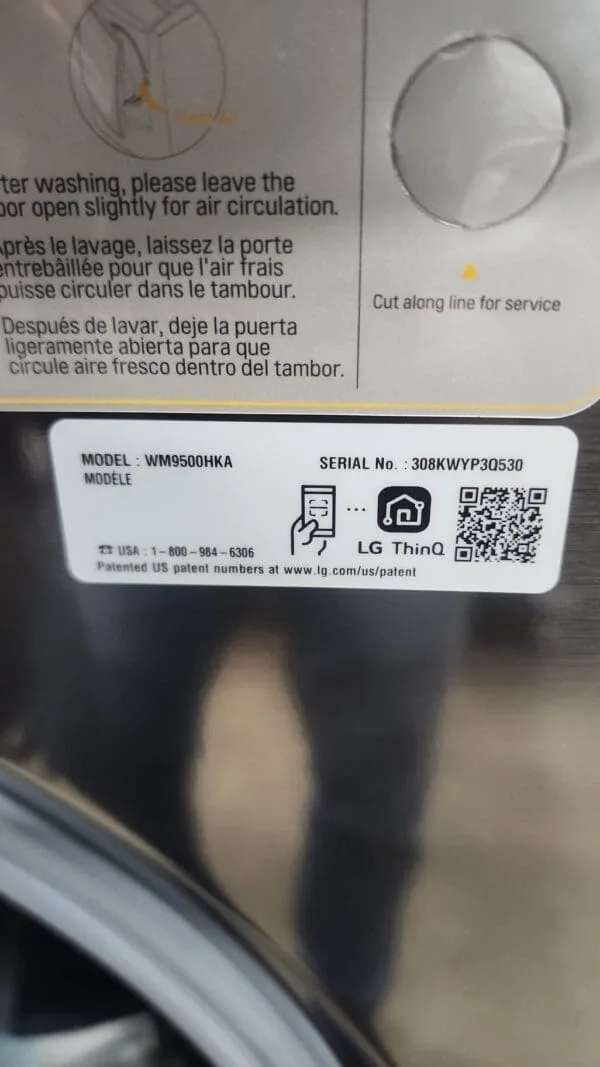 ter washing, please leave the
oor open slightly for air circulation.
Après le lavage, laissez la porte
entrebâillée pour que l'air frais
puisse circuler dans le tambour.
Después de lavar, deje la puerta
ligeramente abierta para que
circule aire fresco dentro del tambor.
Cut along line for service
MODEL : WM9500HKA
MODÈLE
SERIAL No. : 308KWYP3Q530
LG ThinQ
☎ USA : 1-800-984-6306
Patented US patent numbers at www.lg.com/us/patent